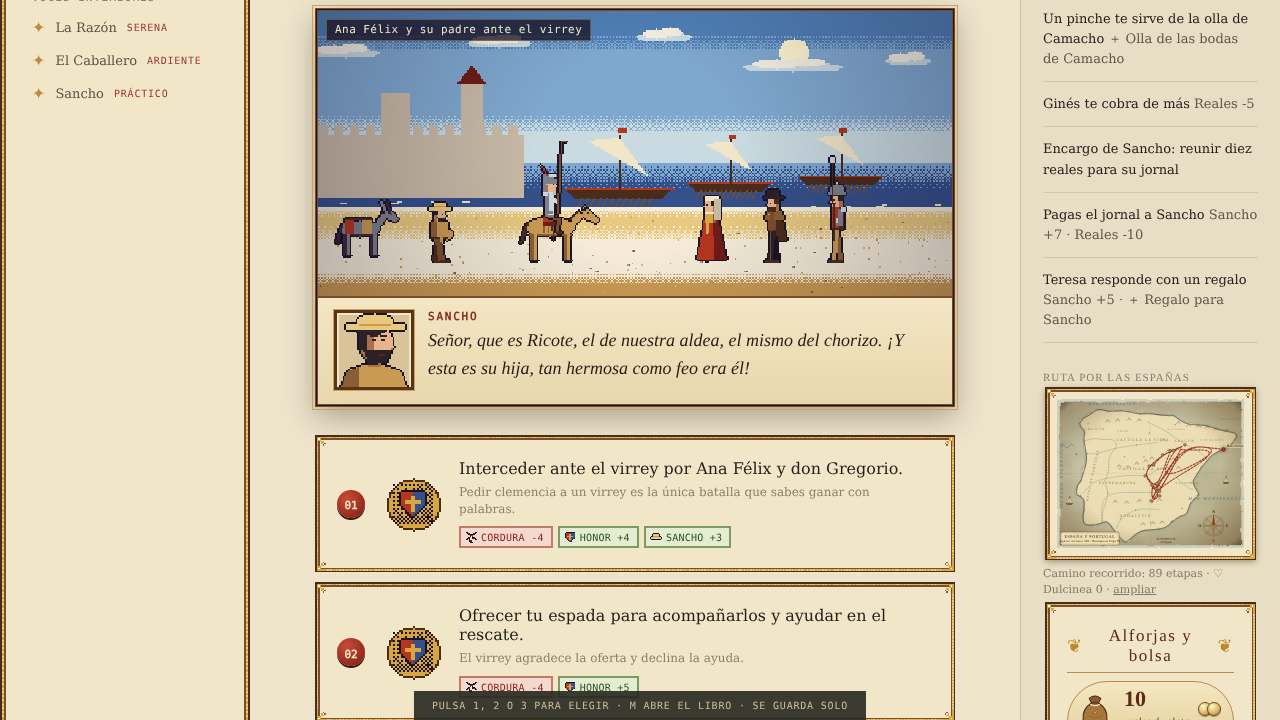 La Razón SERENA
El Caballero ARDIENTE
Sancho PRÁCTICO
Ana Félix y su padre ante el virrey
SANCHO
Señor, que es Ricote, el de nuestra aldea, el mismo del chorizo. ¡Y
esta es su hija, tan hermosa como feo era él!
01
Interceder ante el virrey por Ana Félix y don Gregorio.
Pedir clemencia a un virrey es la única batalla que sabes ganar con
palabras.
CORDURA -4 HONOR +4 SANCHO +3
02
Ofrecer tu espada para acompañarlos y ayudar en el
rescate.
El virrey agradece la oferta y declina la ayuda.
CORDURA -4 HONOR +5
PULSA 1, 2 O 3 PARA ELEGIR · M ABRE EL LIBRO · SE GUARDA SOLO
Un pinche te sirve de la olla de
Camacho + Olla de las bodas
de Camacho
Ginés te cobra de más Reales -5
Encargo de Sancho: reunir diez
reales para su jornal
Pagas el jornal a Sancho Sancho
+7 · Reales -10
Teresa responde con un regalo
Sancho +5 · + Regalo para
Sancho
RUTA POR LAS ESPAÑAS
ESPAÑA Y PORTUGAL
Camino recorrido: 89 etapas · ♡
Dulcinea 0 · ampliar
Alforjas y
bolsa
10